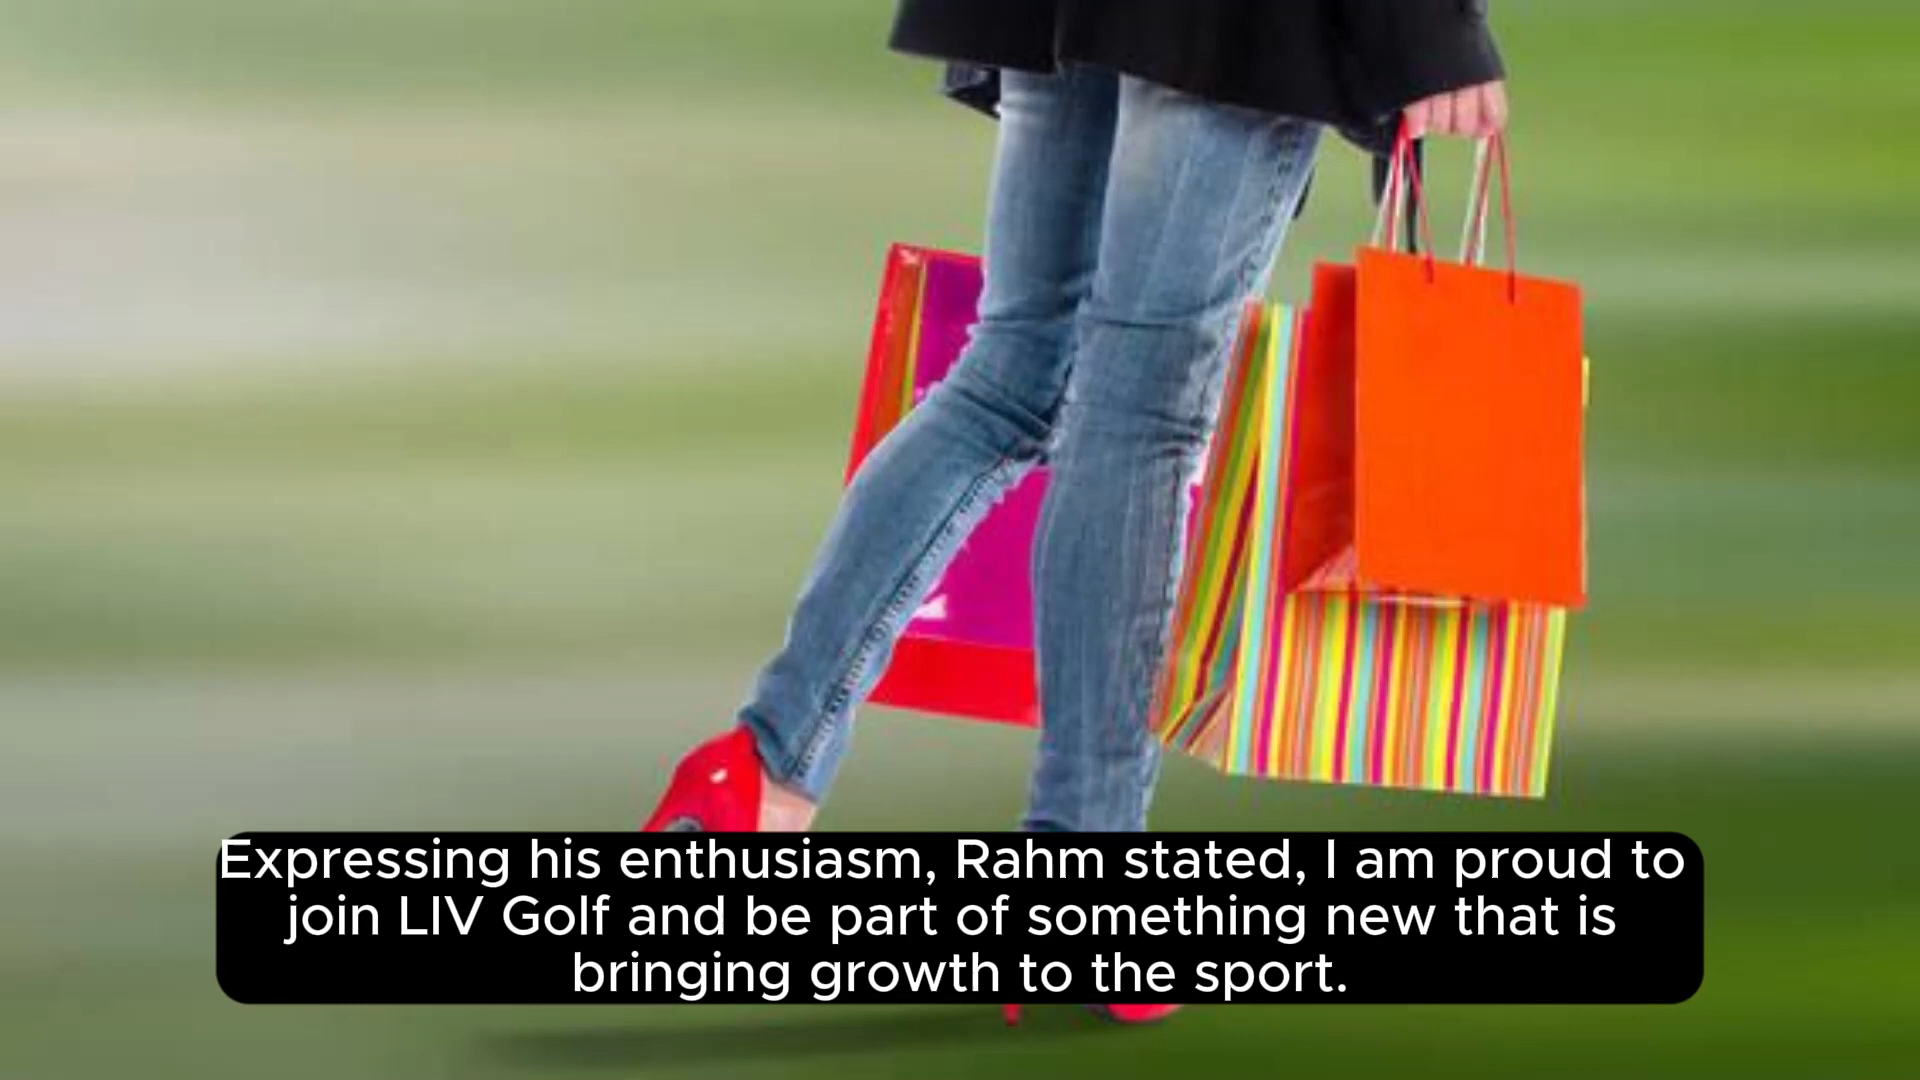 Expressing his enthusiasm, Rahm stated, I am proud to
join LIV Golf and be part of something new that is
bringing growth to the sport.